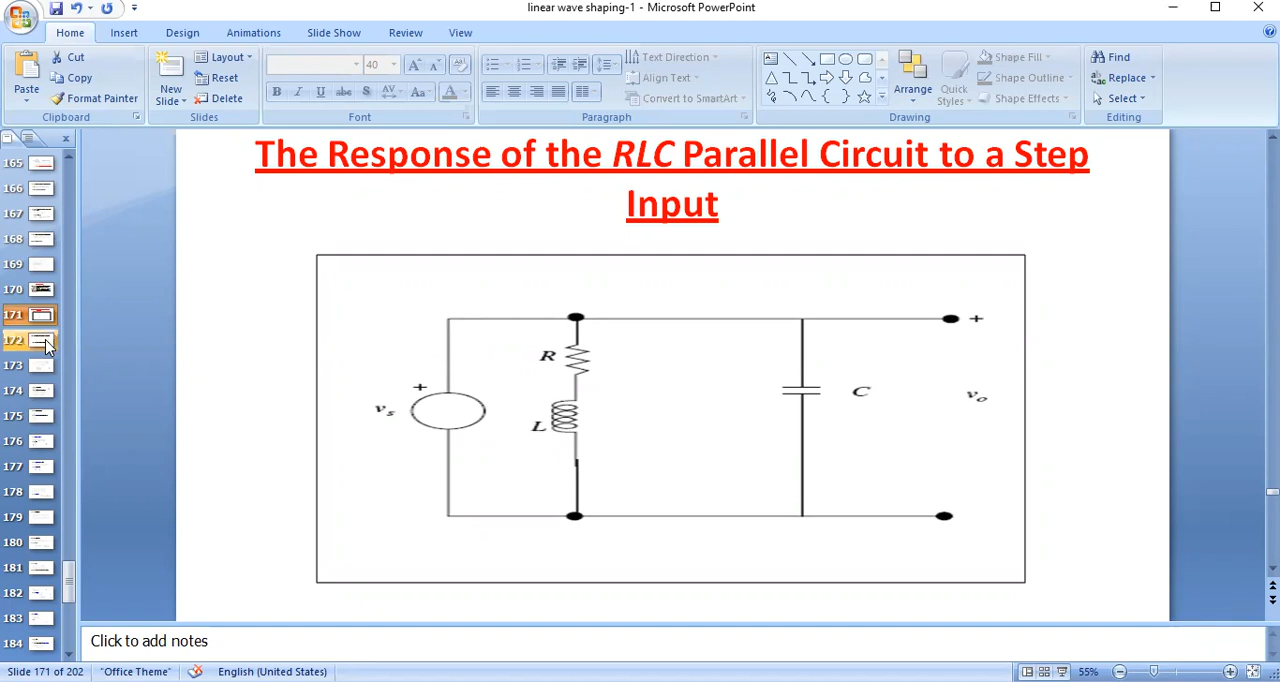 linear wave shaping-1 - Microsoft PowerPoint
Home Insert Design Slide Show Animations Review View
Cut
Copy
Format Painter
Paste
Clipboard
New
Slide
Layout
Reset
Delete
Slides
40
B I U abc S AV Aa A
Font
Text Direction
Align Text
Convert to SmartArt
Paragraph
Arrange
Quick
Styles
Shape Fill
Shape Outline
Shape Effects
Drawing
Find
Replace
Select
Editing
165
166
167
168
169
170
171
172
173
174
175
176
177
178
179
180
181
182
183
184
The Response of the RLC Parallel Circuit to a Step
Input
+
R
+
vs
C
vo
L
Click to add notes
Slide 171 of 202
"Office Theme"
English (United States)
55%